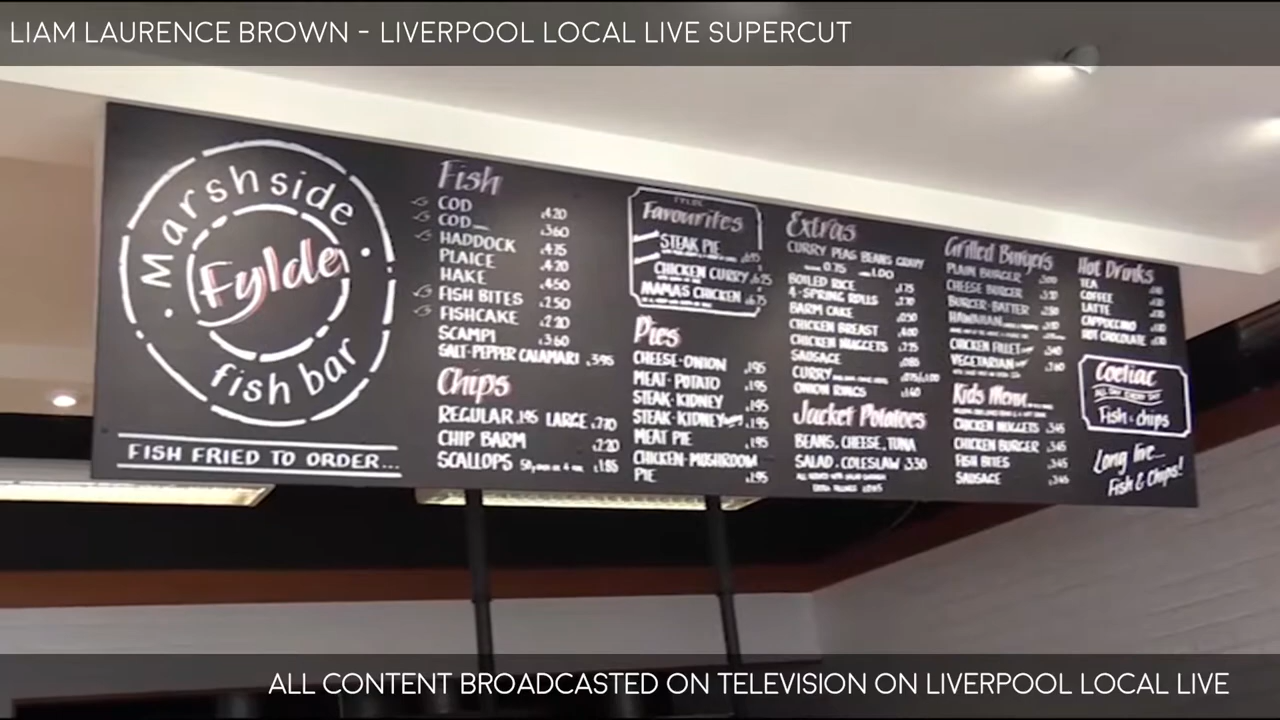 LIAM LAURENCE BROWN - LIVERPOOL LOCAL LIVE SUPERCUT
Marshside
Fylde
fish bar
FISH FRIED TO ORDER...
Fish
COD £4.20
COD £3.60
HADDOCK £4.75
PLAICE £4.20
HAKE £4.50
FISH BITES £2.50
FISHCAKE £2.20
SCAMPI £3.60
SALT·PEPPER CALAMARI £3.95
Chips
REGULAR £1.95 LARGE £2.70
CHIP BARM £2.20
SCALLOPS £1.85
Favourites
STEAK PIE
CHICKEN CURRY
MAMA'S CHICKEN
Pies
CHEESE·ONION £1.95
MEAT·POTATO £1.95
STEAK·KIDNEY £1.95
STEAK·KIDNEY £1.95
MEAT PIE £1.95
CHICKEN·MUSHROOM
PIE £1.95
Extras
CURRY PEAS BEANS GRAVY
0.75 £1.00
BOILED RICE £1.75
4·SPRING ROLLS
BARM CAKE
CHICKEN BREAST
CHICKEN NUGGETS
SAUSAGE
CURRY
ONION RINGS
Jacket Potatoes
BEANS, CHEESE, TUNA
SALAD, COLESLAW 3.30
Grilled Burgers
PLAIN BURGER
CHEESE BURGER
BURGER·BATTER
HAWAIIAN
CHICKEN FILLET
VEGETARIAN
Kids Menu
CHICKEN NUGGETS £3.45
CHICKEN BURGER £3.45
FISH BITES £3.45
SAUSAGE £3.45
Hot Drinks
TEA
COFFEE
LATTE
CAPPUCCINO
HOT CHOCOLATE
Coeliac
ALL DAY EVERY DAY
Fish & chips
Long live...
Fish & Chips!
ALL CONTENT BROADCASTED ON TELEVISION ON LIVERPOOL LOCAL LIVE